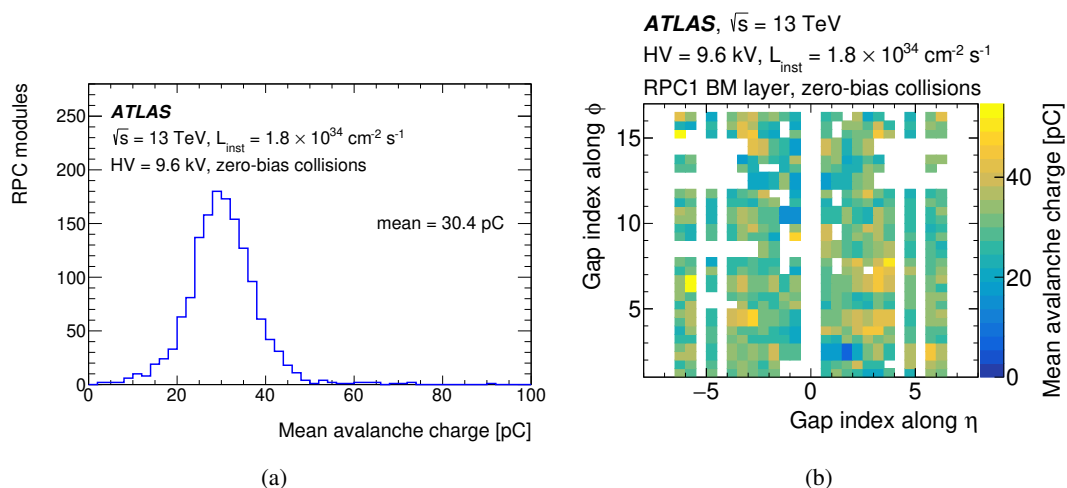 ATLAS
√s = 13 TeV, L_inst = 1.8 × 10^34 cm^-2 s^-1
HV = 9.6 kV, zero-bias collisions
mean = 30.4 pC
RPC modules
250
200
150
100
50
0
0 20 40 60 80 100
Mean avalanche charge [pC]
(a)
ATLAS, √s = 13 TeV
HV = 9.6 kV, L_inst = 1.8 × 10^34 cm^-2 s^-1
RPC1 BM layer, zero-bias collisions
Gap index along ϕ
15
10
5
−5 0 5
Gap index along η
40
20
0
Mean avalanche charge [pC]
(b)